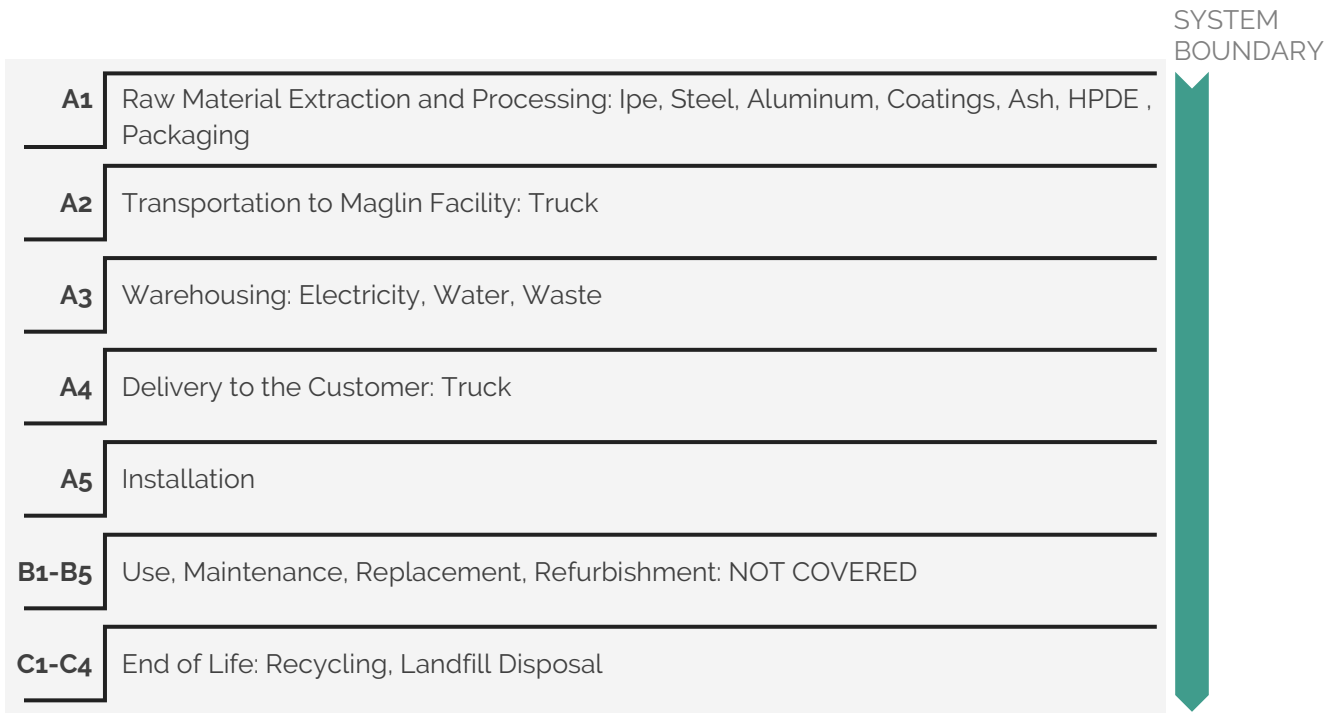 SYSTEM
BOUNDARY
A1 Raw Material Extraction and Processing: Ipe, Steel, Aluminum, Coatings, Ash, HPDE ,
Packaging
A2 Transportation to Maglin Facility: Truck
A3 Warehousing: Electricity, Water, Waste
A4 Delivery to the Customer: Truck
A5 Installation
B1-B5 Use, Maintenance, Replacement, Refurbishment: NOT COVERED
C1-C4 End of Life: Recycling, Landfill Disposal